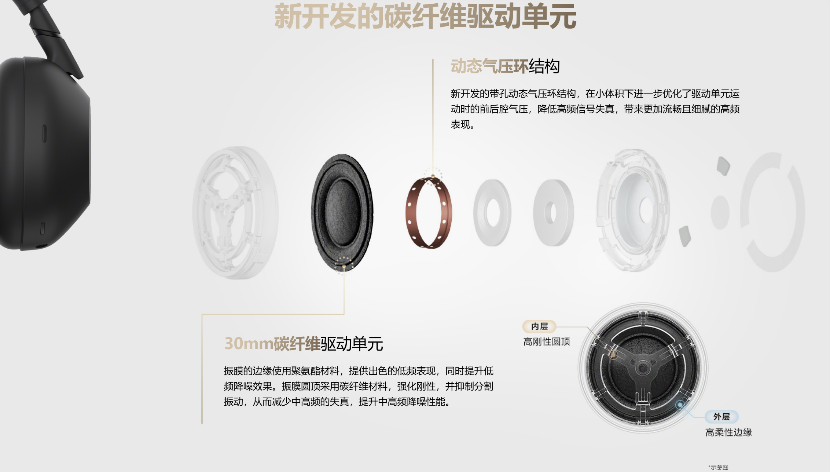 新开发的碳纤维驱动单元
动态气压环结构
新开发的带孔动态气压环结构，在小体积下进一步优化了驱动单元运
动时的前后腔气压，降低高频信号失真，带来更加流畅且细腻的高频
表现。
30mm碳纤维驱动单元
振膜的边缘使用聚氨酯材料，提供出色的低频表现，同时提升低
频降噪效果。振膜圆顶采用碳纤维材料，强化刚性，并抑制分割
振动，从而减少中高频的失真，提升中高频降噪性能。
内层
高刚性圆顶
外层
高柔性边缘